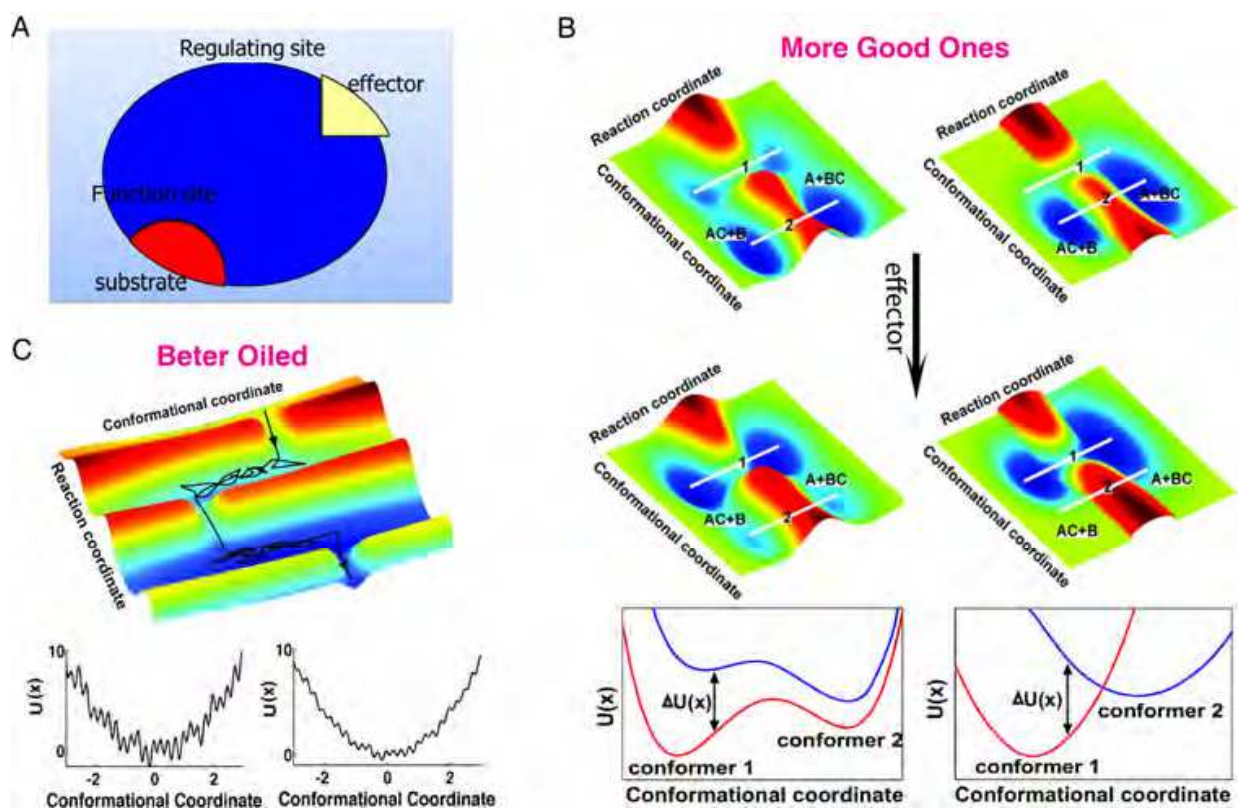 A
Regulating site
effector
Function site
substrate
B
More Good Ones
Reaction coordinate
Conformational coordinate
1
A+BC
2
AC+B
Reaction coordinate
Conformational coordinate
1
2
A+BC
AC+B
effector
Reaction coordinate
Conformational coordinate
1
A+BC
AC+B
2
Reaction coordinate
Conformational coordinate
1
A+BC
2
AC+B
U(x)
ΔU(x)
conformer 2
conformer 1
Conformational coordinate
U(x)
ΔU(x)
conformer 2
conformer 1
Conformational coordinate
C
Beter Oiled
Conformational coordinate
Reaction coordinate
10
U(x)
0
-2 0 2
Conformational Coordinate
10
U(x)
0
-2 0 2
Conformational Coordinate